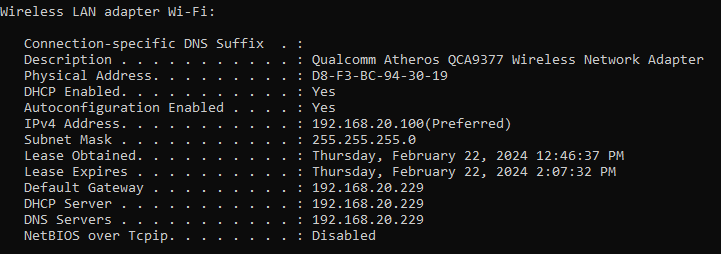 Wireless LAN adapter Wi-Fi:
Connection-specific DNS Suffix  . :
Description . . . . . . . . . . . : Qualcomm Atheros QCA9377 Wireless Network Adapter
Physical Address. . . . . . . . . : D8-F3-BC-94-30-19
DHCP Enabled. . . . . . . . . . . : Yes
Autoconfiguration Enabled . . . . : Yes
IPv4 Address. . . . . . . . . . . : 192.168.20.100(Preferred)
Subnet Mask . . . . . . . . . . . : 255.255.255.0
Lease Obtained. . . . . . . . . . : Thursday, February 22, 2024 12:46:37 PM
Lease Expires . . . . . . . . . . : Thursday, February 22, 2024 2:07:32 PM
Default Gateway . . . . . . . . . : 192.168.20.229
DHCP Server . . . . . . . . . . . : 192.168.20.229
DNS Servers . . . . . . . . . . . : 192.168.20.229
NetBIOS over Tcpip. . . . . . . . : Disabled